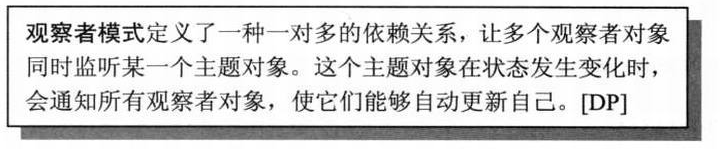 观察者模式定义了一种一对多的依赖关系，让多个观察者对象
同时监听某一个主题对象。这个主题对象在状态发生变化时，
会通知所有观察者对象，使它们能够自动更新自己。[DP]